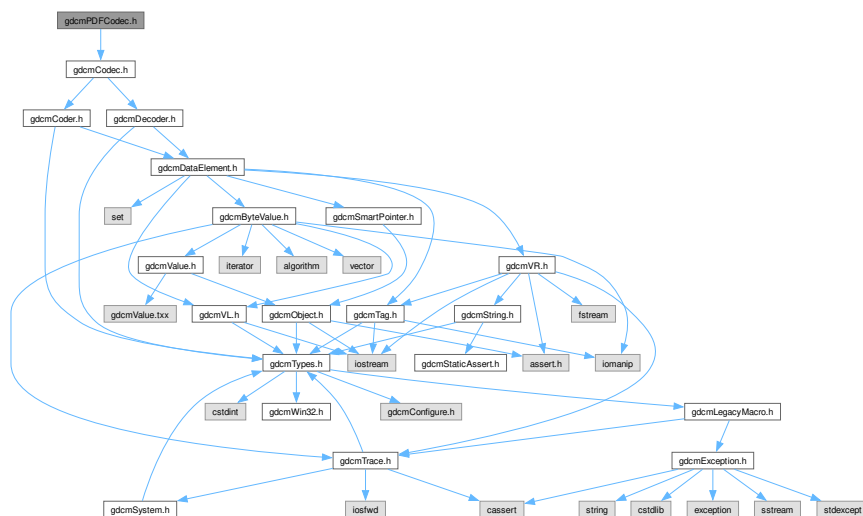 gdcmPDFCodec.h
gdcmCodec.h
gdcmCoder.h
gdcmDecoder.h
gdcmDataElement.h
set
gdcmByteValue.h
gdcmSmartPointer.h
gdcmValue.h
iterator
algorithm
vector
gdcmVR.h
gdcmValue.txx
gdcmVL.h
gdcmObject.h
gdcmTag.h
gdcmString.h
fstream
gdcmTypes.h
iostream
gdcmStaticAssert.h
assert.h
iomanip
cstdint
gdcmWin32.h
gdcmConfigure.h
gdcmLegacyMacro.h
gdcmTrace.h
gdcmException.h
gdcmSystem.h
iosfwd
cassert
string
cstdlib
exception
sstream
stdexcept